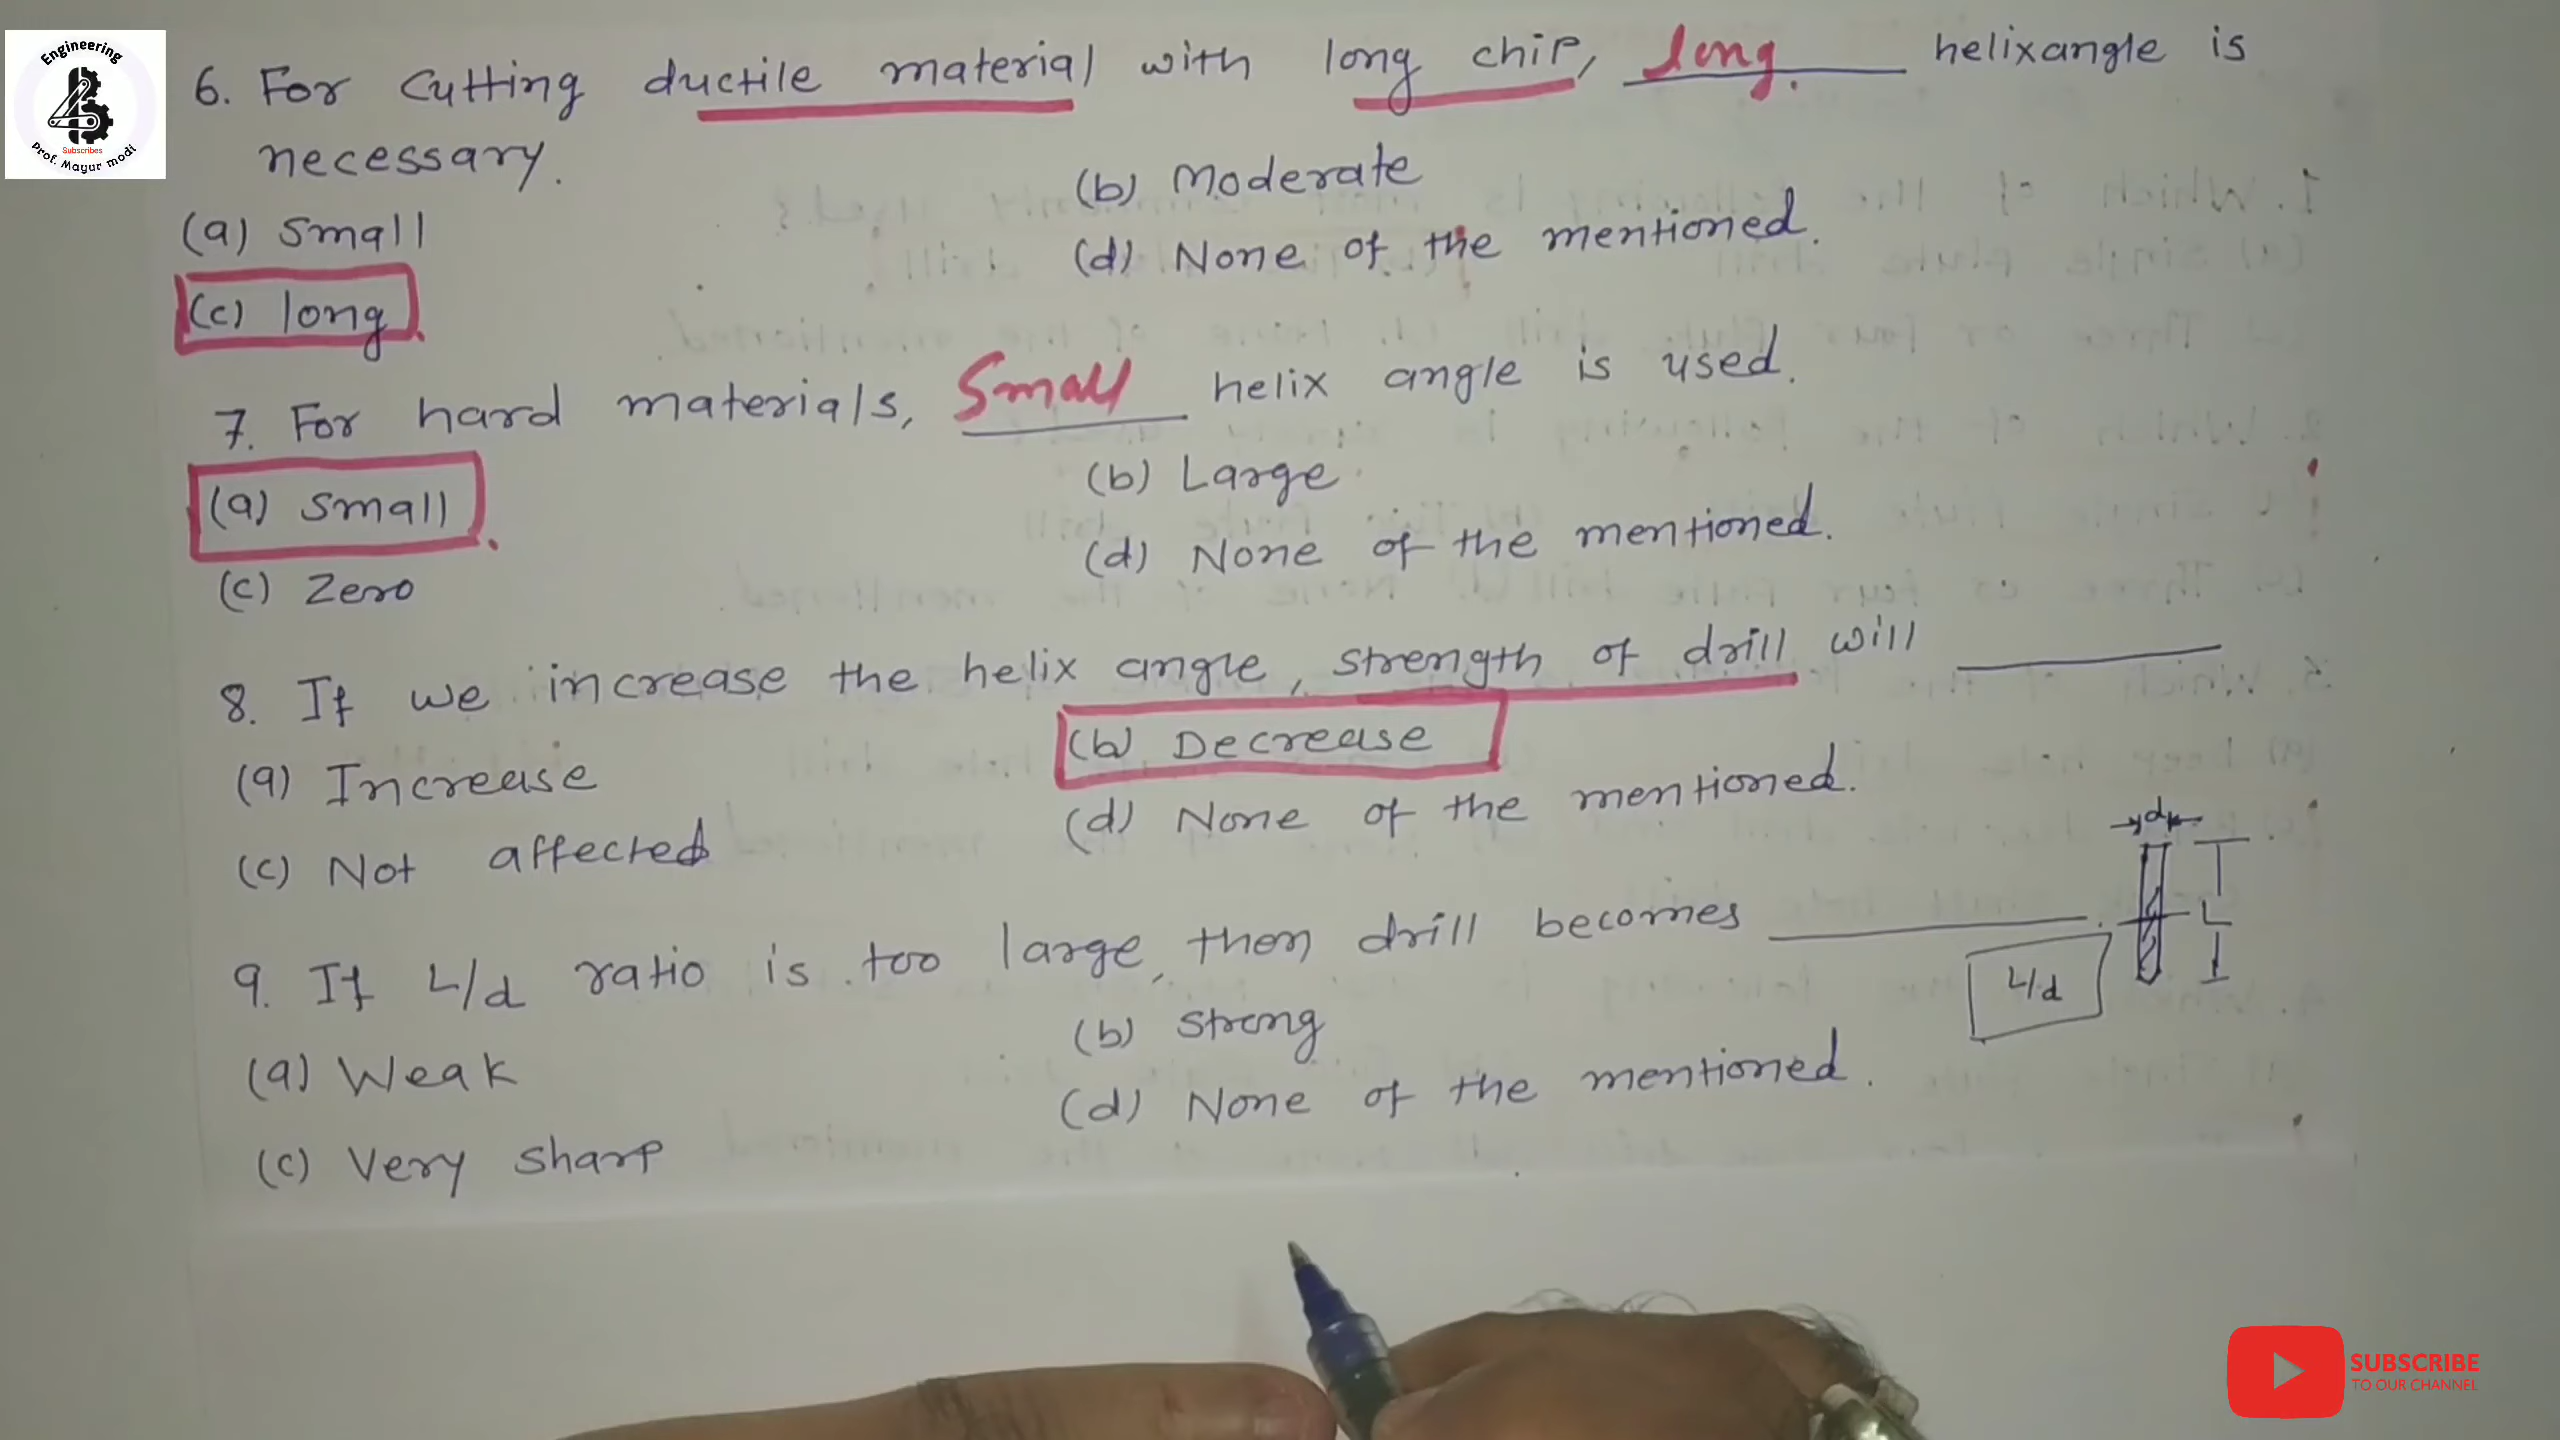 Engineering
Subscribes
Prof. Mayur modi
6. For Cutting ductile material with long chip, long. helix angle is
necessary.
(a) Small
(b) Moderate
(c) long
(d) None of the mentioned.
7. For hard materials, Small helix angle is used.
(a) Small
(b) Large
(c) Zero
(d) None of the mentioned.
8. If we increase the helix angle, strength of drill will
(a) Increase
(b) Decrease
(c) Not affected
(d) None of the mentioned.
d
L
L/d
9. If L/d ratio is too large, then drill becomes
(a) Weak
(b) Strong
(c) Very sharp
(d) None of the mentioned.
SUBSCRIBE
TO OUR CHANNEL